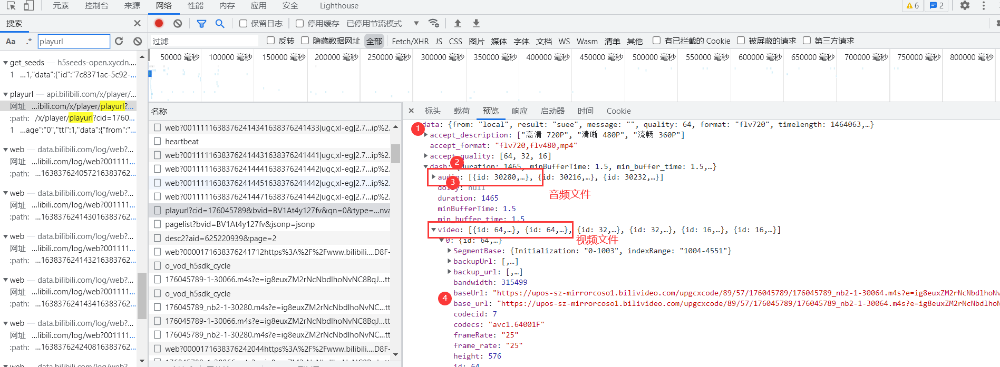 元素 控制台 来源 网络 性能 内存 应用 安全 Lighthouse 6 2
搜索
Aa .* playurl
get_seeds — h5seeds-open.xycdn....
1 ...1,"data":{"id":"7c8371ac-5c92-...
playurl — api.bilibili.com/x/player/...
网址 ...ibili.com/x/player/playurl?...
:path: /x/player/playurl?cid=1760...
1 ...age":"0","ttl":1,"data":{"from":"...
web — data.bilibili.com/log/web?...
网址 ...libili.com/log/web?001111...
:path: ...163837624057216383762...
web — data.bilibili.com/log/web?...
网址 ...libili.com/log/web?001111...
:path: ...163837624143016383762...
web — data.bilibili.com/log/web?...
网址 ...libili.com/log/web?001111...
:path: ...163837624143216383762...
web — data.bilibili.com/log/web?...
网址 ...libili.com/log/web?001111...
:path: ...163837624143416383762...
web — data.bilibili.com/log/web?...
网址 ...libili.com/log/web?001111...
:path: ...163837624240816383762...
web — data.bilibili.com/log/web?...
保留日志 停用缓存 已停用节流模式
过滤 反转 隐藏数据网址 全部 Fetch/XHR JS CSS 图片 媒体 字体 文档 WS Wasm 清单 其他 有已拦截的 Cookie 被屏蔽的请求 第三方请求
50000 毫秒 100000 毫秒 150000 毫秒 200000 毫秒 250000 毫秒 300000 毫秒 350000 毫秒 400000 毫秒 450000 毫秒 500000 毫秒 550000 毫秒 600000 毫秒 650000 毫秒 700000 毫秒 750000 毫秒 800000 毫秒
名称
web?0011111638376241434163837624143­3|ugc,xl-eg|2.7...ip%2.
heartbeat
web?0011111638376241443163837624144­1|ugc,xl-eg|2.7...ip%2.
web?0011111638376241444163837624144­2|ugc,xl-eg|2.7...ip%2.
web?0011111638376241445163837624144­2|ugc,xl-eg|2.7...ip%2.
web?0011111638376241447163837624144­2|ugc,xl-eg|2.7...ip%2.
playurl?cid=176045789&bvid=BV1At4y127fv&qn=0&type=...nva
pagelist?bvid=BV1At4y127fv&jsonp=jsonp
desc2?aid=625220939&page=2
web?0000171638376241712https%3A%2F%2Fwww.bilibili....D8F-
o_vod_h5sdk_cycle
176045789-1-30066.m4s?e=ig8euxZM2rNcNbdlhoNvNC8BqJ...tt
o_vod_h5sdk_cycle
176045789_nb2-1-30280.m4s?e=ig8euxZM2rNcNbdlhoNvNC...tt
176045789-1-30066.m4s?e=ig8euxZM2rNcNbdlhoNvNC8BqJ...tt
176045789_nb2-1-30280.m4s?e=ig8euxZM2rNcNbdlhoNvNC...tt
web?0000171638376242044https%3A%2F%2Fwww.bilibili....D8F-
标头 载荷 预览 响应 启动器 时间 Cookie
data: {from: "local", result: "suee", message: "", quality: 64, format: "flv720", timelength: 1464063,…}
1
accept_description: ["高清 720P", "清晰 480P", "流畅 360P"]
accept_format: "flv720,flv480,mp4"
accept_quality: [64, 32, 16]
2
dash: {duration: 1465, minBufferTime: 1.5, min_buffer_time: 1.5,…}
audio: [{id: 30280,…}, {id: 30216,…}, {id: 30232,…}]
3
dolby: null
音频文件
duration: 1465
minBufferTime: 1.5
min_buffer_time: 1.5
video: [{id: 64,…}, {id: 64,…}, {id: 32,…}, {id: 32,…}, {id: 16,…}, {id: 16,…}]
视频文件
0: {id: 64,…}
SegmentBase: {Initialization: "0-1003", indexRange: "1004-4551"}
backupUrl: [,…]
backup_url: [,…]
bandwidth: 315499
baseUrl: "https://upos-sz-mirrorcoso1.bilivideo.com/upgcxcode/89/57/176045789/176045789_nb2-1-30064.m4s?e=ig8euxZM2rNcNbdlhoNv
4
base_url: "https://upos-sz-mirrorcoso1.bilivideo.com/upgcxcode/89/57/176045789/176045789_nb2-1-30064.m4s?e=ig8euxZM2rNcNbdlhoN
codecid: 7
codecs: "avc1.64001F"
frameRate: "25"
frame_rate: "25"
height: 576
id: 64